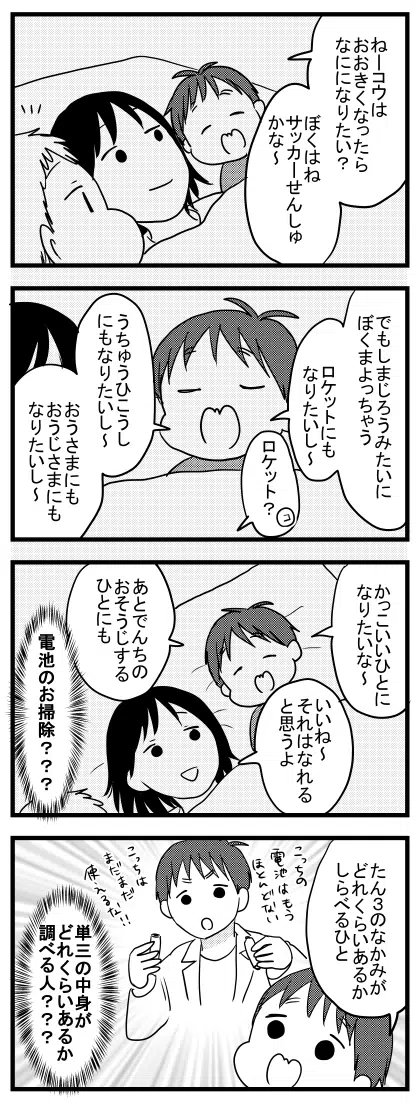 ねーコウは
おおきくなったら
なにになりたい?
ぼくはね
サッカーせんしゅ
かな〜
でもしまじろうみたいに
ぼくまよっちゃう
ロケットにも
なりたいし〜
ロケット?
コ
うちゅうひこうし
にもなりたいし〜
おうさまにも
おうじさまにも
なりたいし〜
かっこいいひとに
なりたいな〜
いいね〜
それはなれる
と思うよ
あとでんちの
おそうじする
ひとにも
電池のお掃除???
たん3のなかみが
どれくらいあるか
しらべるひと
こっちの
電池はもう
ほとんどない
こっちは
まだまだ
使えるな!!
単三の中身が
どれくらいあるか
調べる人???